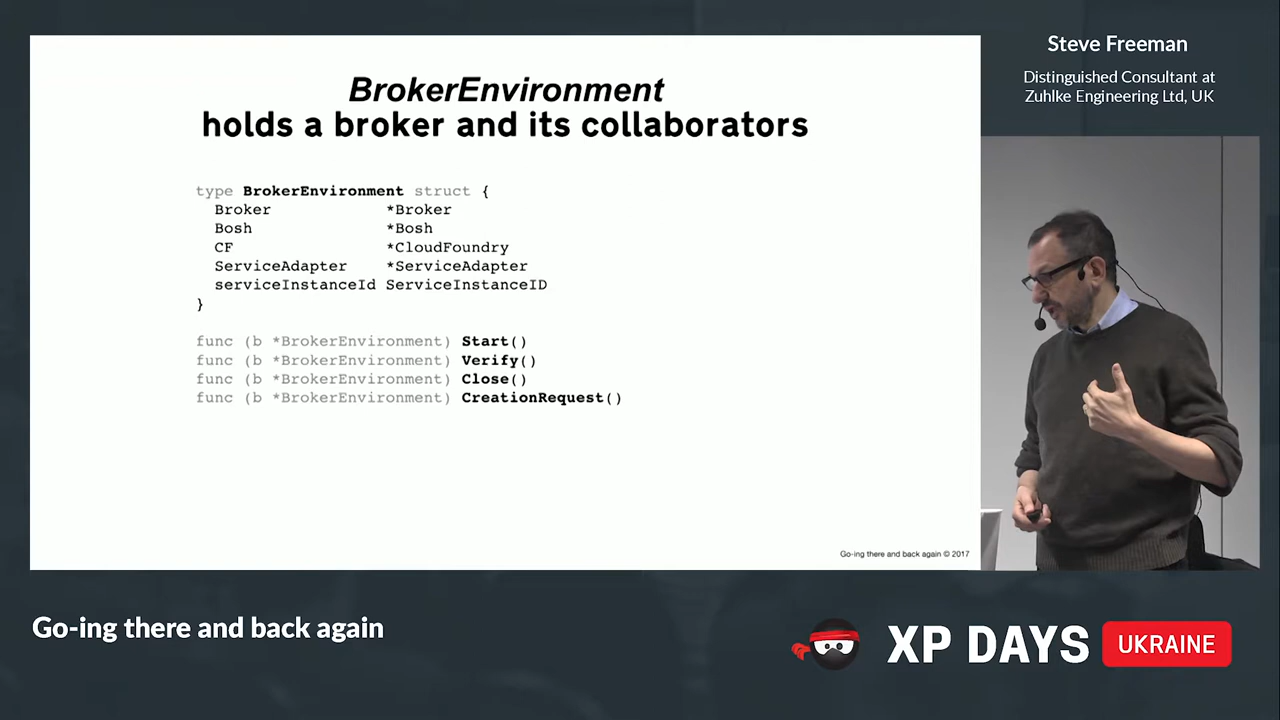 BrokerEnvironment
holds a broker and its collaborators
type BrokerEnvironment struct {
Broker *Broker
Bosh *Bosh
CF *CloudFoundry
ServiceAdapter *ServiceAdapter
serviceInstanceId ServiceInstanceID
}
func (b *BrokerEnvironment) Start()
func (b *BrokerEnvironment) Verify()
func (b *BrokerEnvironment) Close()
func (b *BrokerEnvironment) CreationRequest()
Go-ing there and back again © 2017
Steve Freeman
Distinguished Consultant at
Zuhlke Engineering Ltd, UK
Go-ing there and back again
XP DAYS UKRAINE